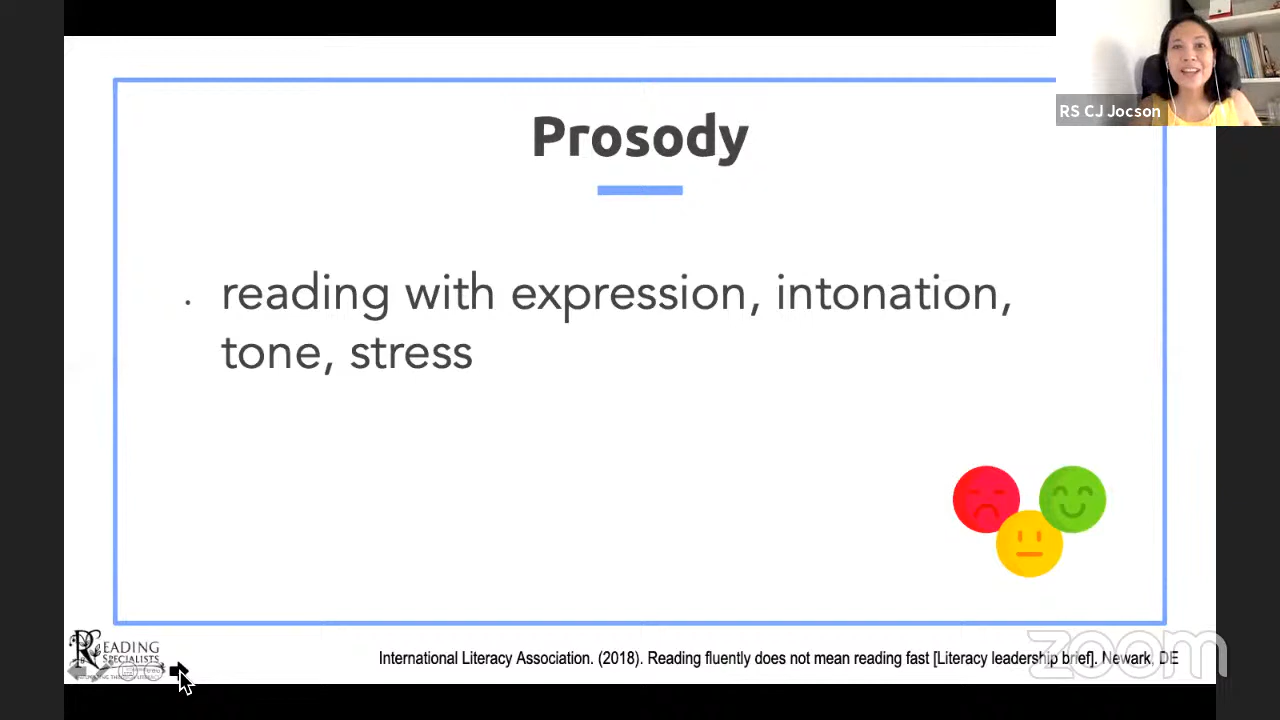 RS CJ Jocson
Prosody
. reading with expression, intonation,
tone, stress
READING
SPECIALISTS
International Literacy Association. (2018). Reading fluently does not mean reading fast [Literacy leadership brief]. Newark, DE
zoom